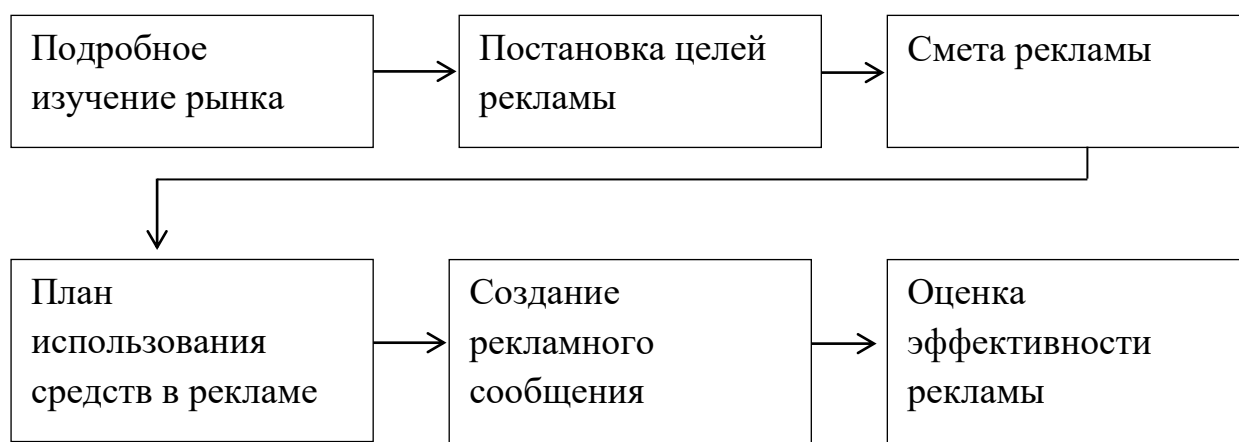 Подробное
изучение рынка
Постановка целей
рекламы
Смета рекламы
План
использования
средств в рекламе
Создание
рекламного
сообщения
Оценка
эффективности
рекламы